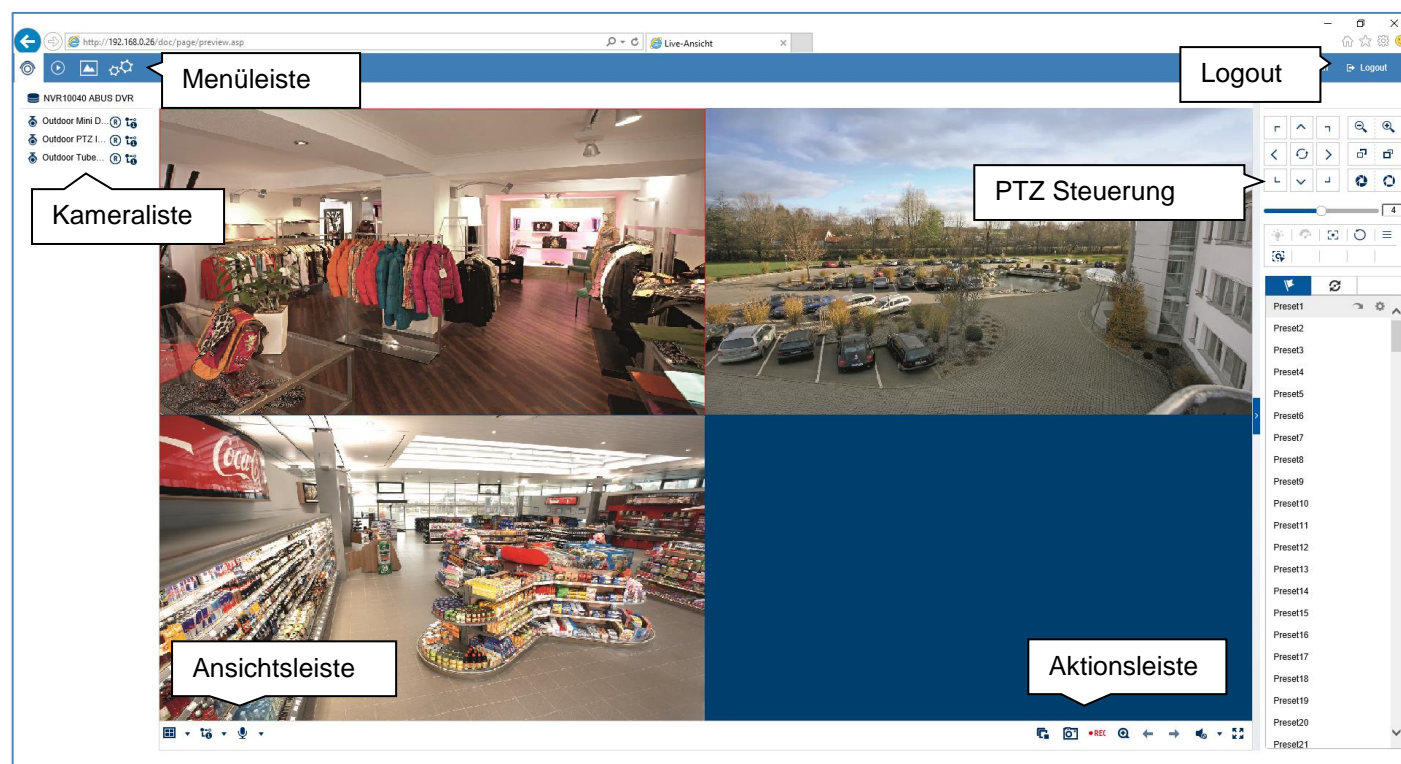 http://192.168.0.26/doc/page/preview.asp
Live-Ansicht
Menüleiste
Logout
Logout
NVR10040 ABUS DVR
Outdoor Mini D...
Outdoor PTZ I...
Outdoor Tube...
Kameraliste
PTZ Steuerung
4
Preset1
Preset2
Preset3
Preset4
Preset5
Preset6
Preset7
Preset8
Preset9
Preset10
Preset11
Preset12
Preset13
Preset14
Preset15
Preset16
Preset17
Preset18
Preset19
Preset20
Preset21
Coca-C
Ansichtsleiste
Aktionsleiste
REC